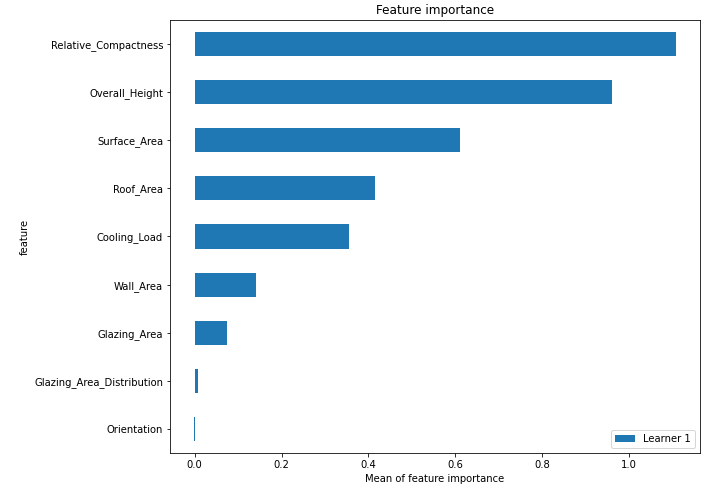 Feature importance
Relative_Compactness
Overall_Height
Surface_Area
Roof_Area
Cooling_Load
Wall_Area
Glazing_Area
Glazing_Area_Distribution
Orientation
feature
Learner 1
0.0 0.2 0.4 0.6 0.8 1.0
Mean of feature importance